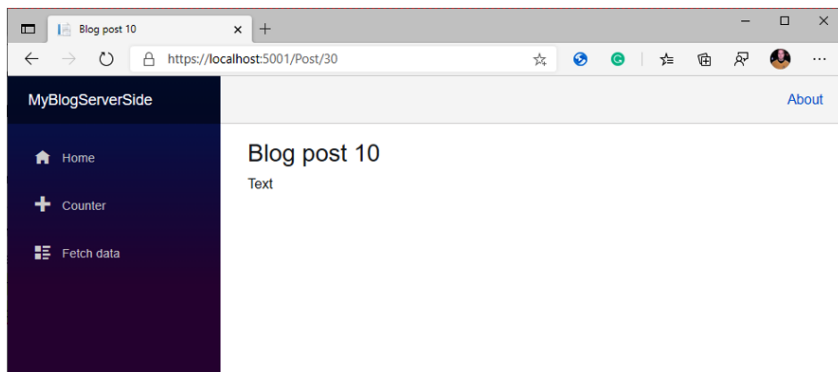 Blog post 10
https://localhost:5001/Post/30
MyBlogServerSide
About
Home
Counter
Fetch data
Blog post 10
Text